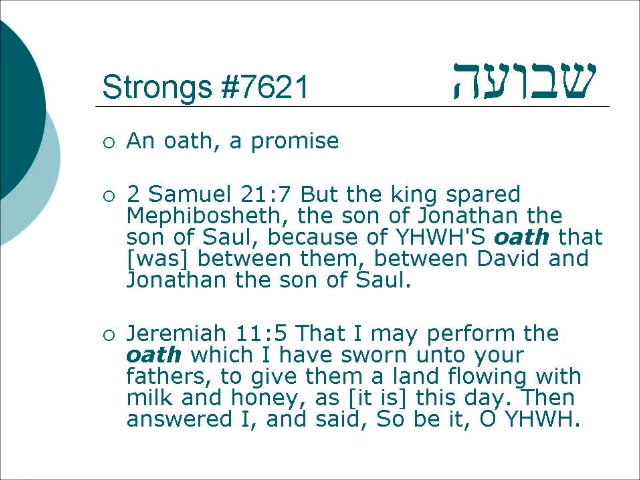 Strongs #7621 שבועה
An oath, a promise
2 Samuel 21:7 But the king spared
Mephibosheth, the son of Jonathan the
son of Saul, because of YHWH'S oath that
[was] between them, between David and
Jonathan the son of Saul.
Jeremiah 11:5 That I may perform the
oath which I have sworn unto your
fathers, to give them a land flowing with
milk and honey, as [it is] this day. Then
answered I, and said, So be it, O YHWH.